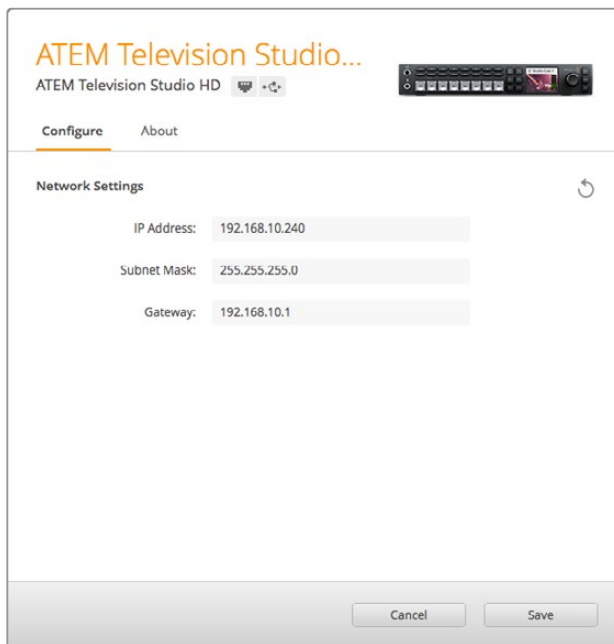 ATEM Television Studio...
ATEM Television Studio HD
Configure About
Network Settings
IP Address: 192.168.10.240
Subnet Mask: 255.255.255.0
Gateway: 192.168.10.1
Cancel Save